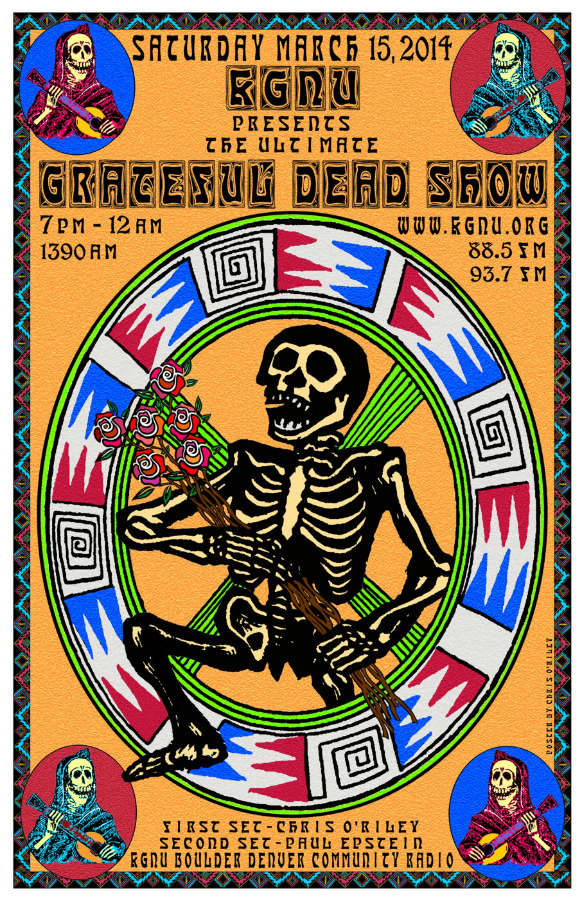 SATURDAY MARCH 15, 2014
KGNU
PRESENTS
THE ULTIMATE
GRATEFUL DEAD SHOW
7PM - 12AM
1390AM
WWW.KGNU.ORG
88.5 FM
93.7 FM
POSTER BY CHRIS O'RILEY
FIRST SET-CHRIS O'RILEY
SECOND SET-PAUL EPSTEIN
KGNU BOULDER DENVER COMMUNITY RADIO